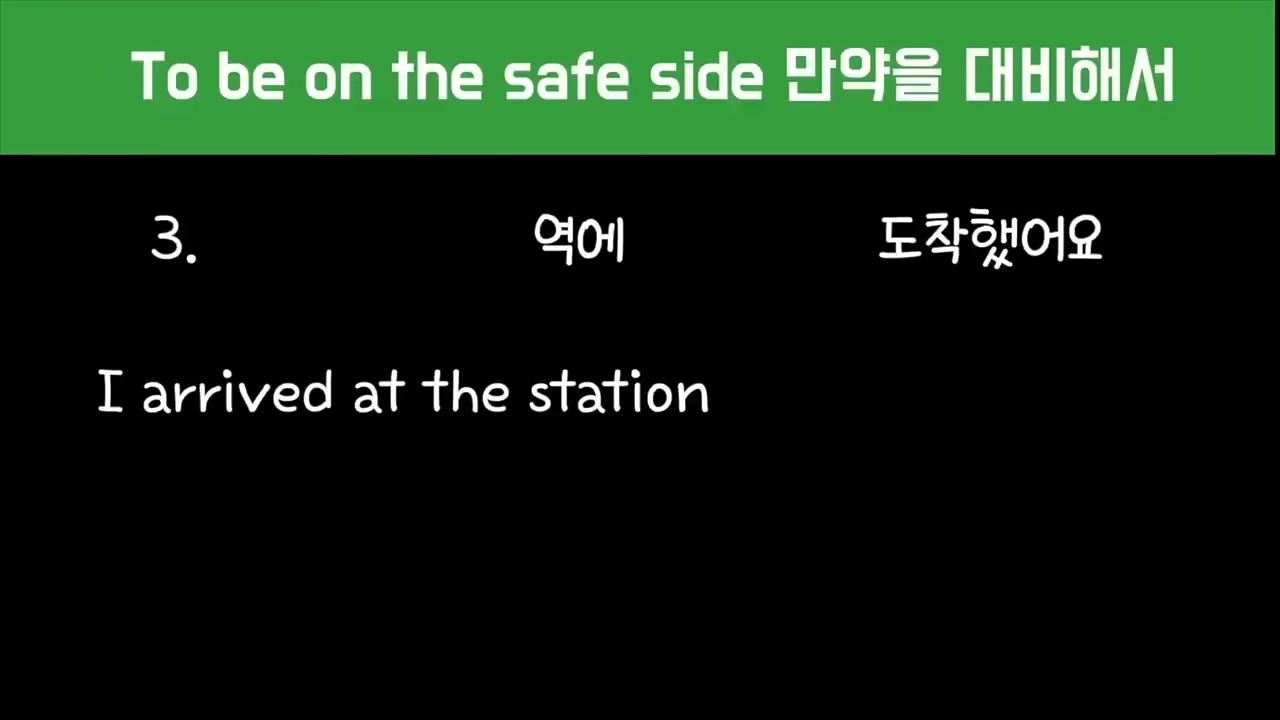 To be on the safe side 만약을 대비해서
3. 역에 도착했어요
I arrived at the station